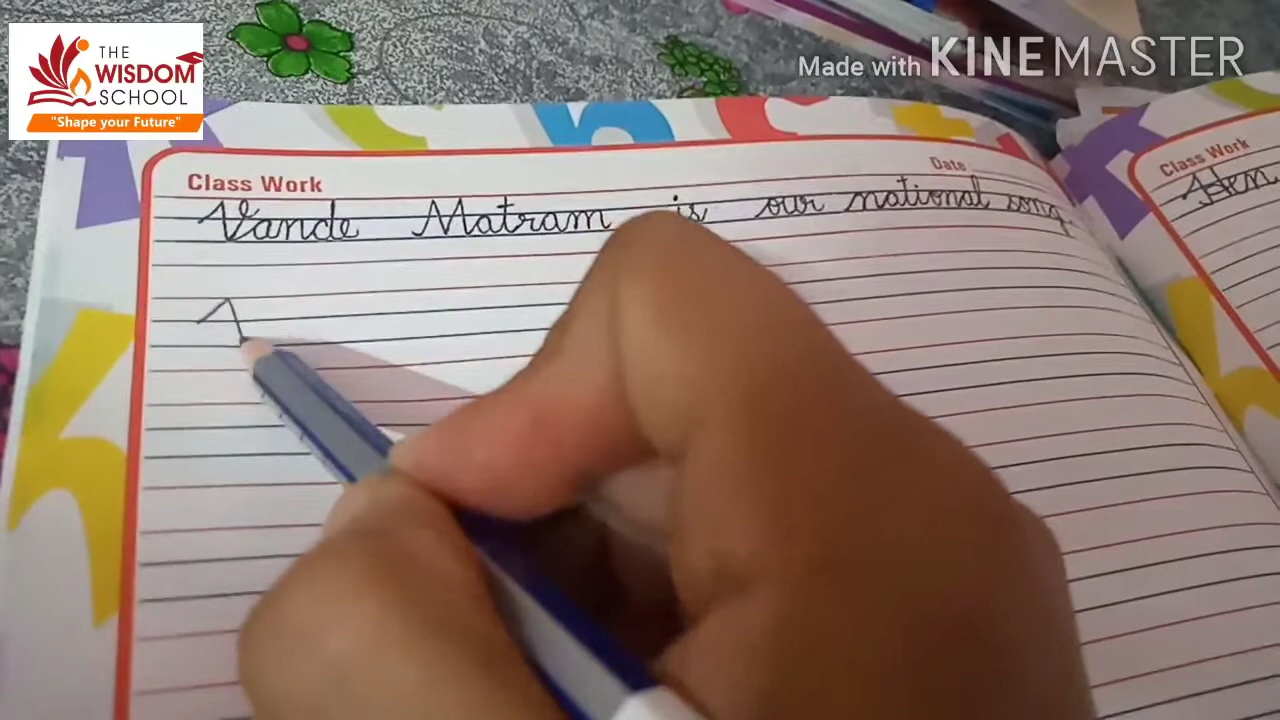 THE
WISDOM
SCHOOL
"Shape your Future"
Made with KINEMASTER
Class Work
Date
Vande Matram is our national song.
Class Work